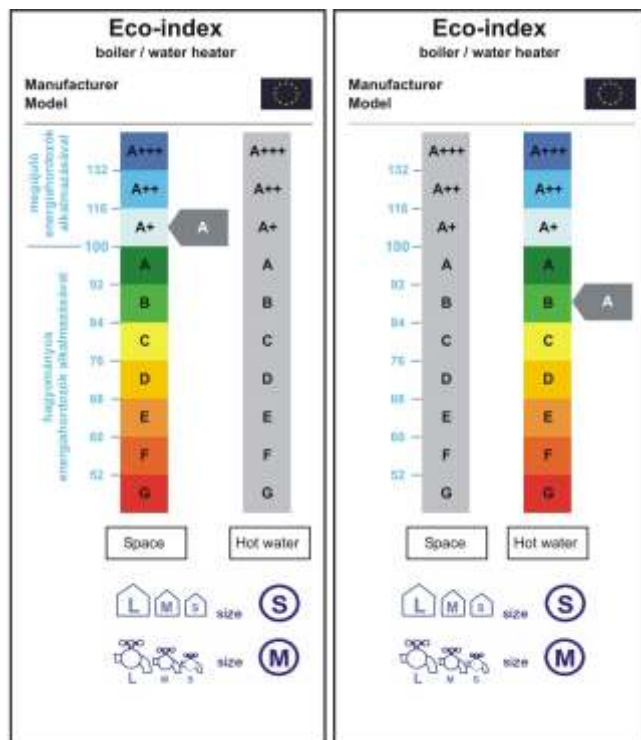 Eco-index
boiler / water heater
Manufacturer
Model
megújuló
energiahordozók
alkalmazásával
hagyományos
energiahordozók alkalmazásával
132
116
100
92
84
76
68
60
52
A+++
A++
A+
A
B
C
D
E
F
G
A
A+++
A++
A+
A
B
C
D
E
F
G
Space
Hot water
L M S size S
L M S size M
Eco-index
boiler / water heater
Manufacturer
Model
132
116
100
92
84
76
68
60
52
A+++
A++
A+
A
B
C
D
E
F
G
A+++
A++
A+
A
B
C
D
E
F
G
A
Space
Hot water
L M S size S
L M S size M